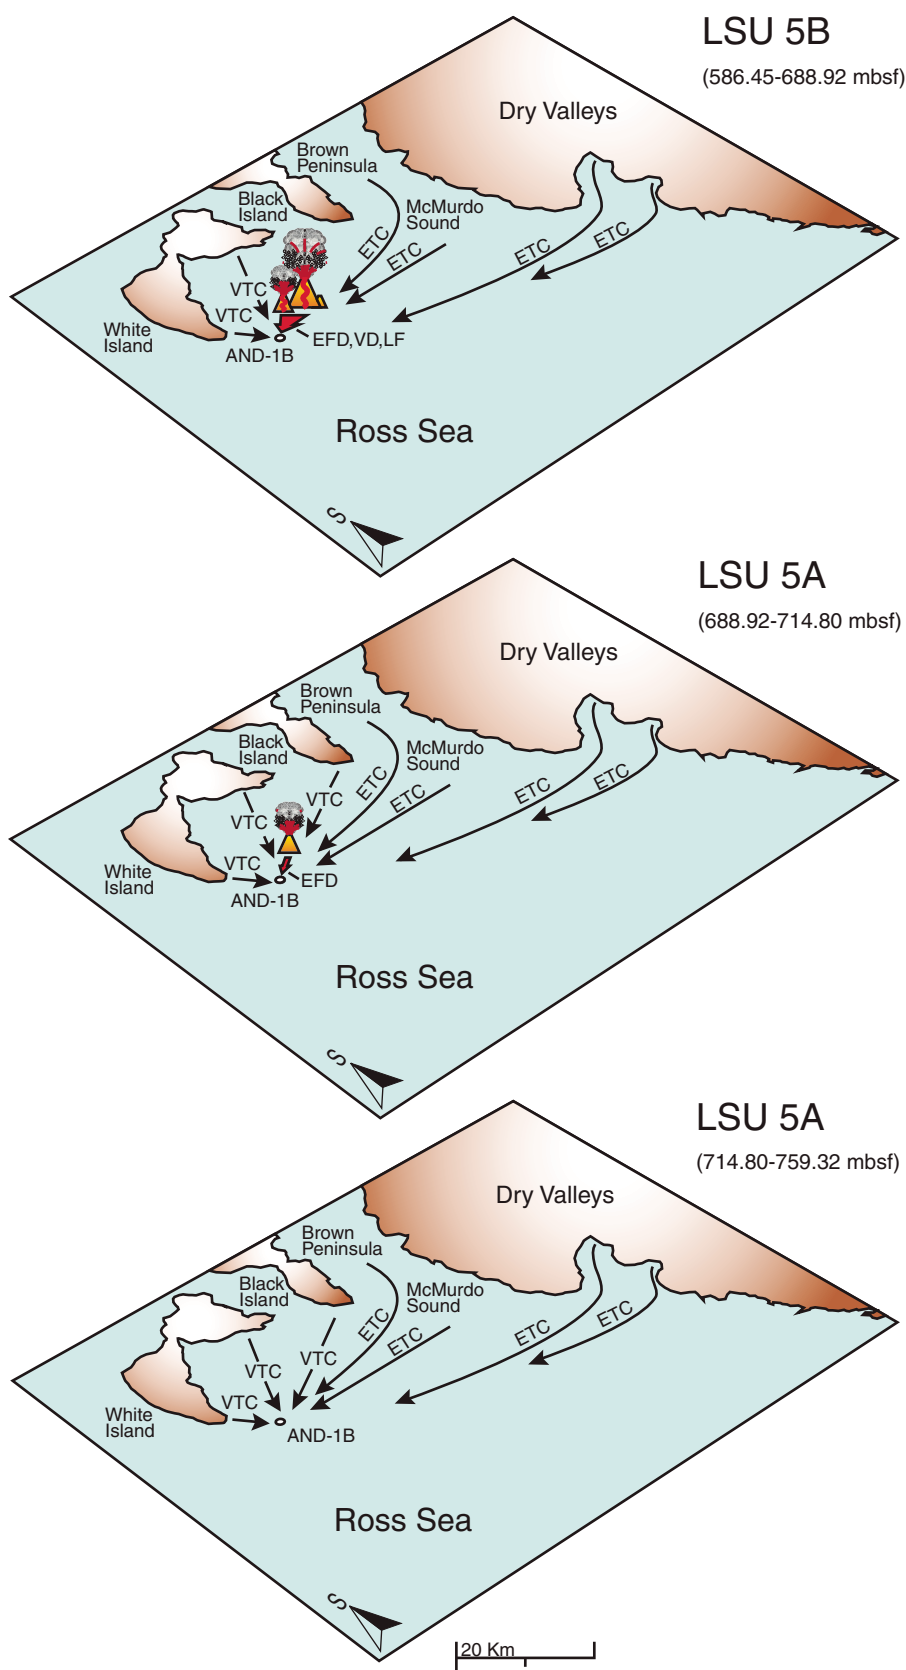 LSU 5B
(586.45-688.92 mbsf)
Dry Valleys
Brown
Peninsula
Black
Island
McMurdo
Sound
ETC
ETC
ETC
ETC
VTC
VTC
White
Island
EFD,VD,LF
AND-1B
Ross Sea
S
LSU 5A
(688.92-714.80 mbsf)
Dry Valleys
Brown
Peninsula
Black
Island
McMurdo
Sound
ETC
ETC
ETC
ETC
VTC
VTC
VTC
White
Island
EFD
AND-1B
Ross Sea
S
LSU 5A
(714.80-759.32 mbsf)
Dry Valleys
Brown
Peninsula
Black
Island
McMurdo
Sound
ETC
ETC
ETC
ETC
VTC
VTC
VTC
White
Island
AND-1B
Ross Sea
S
20 Km